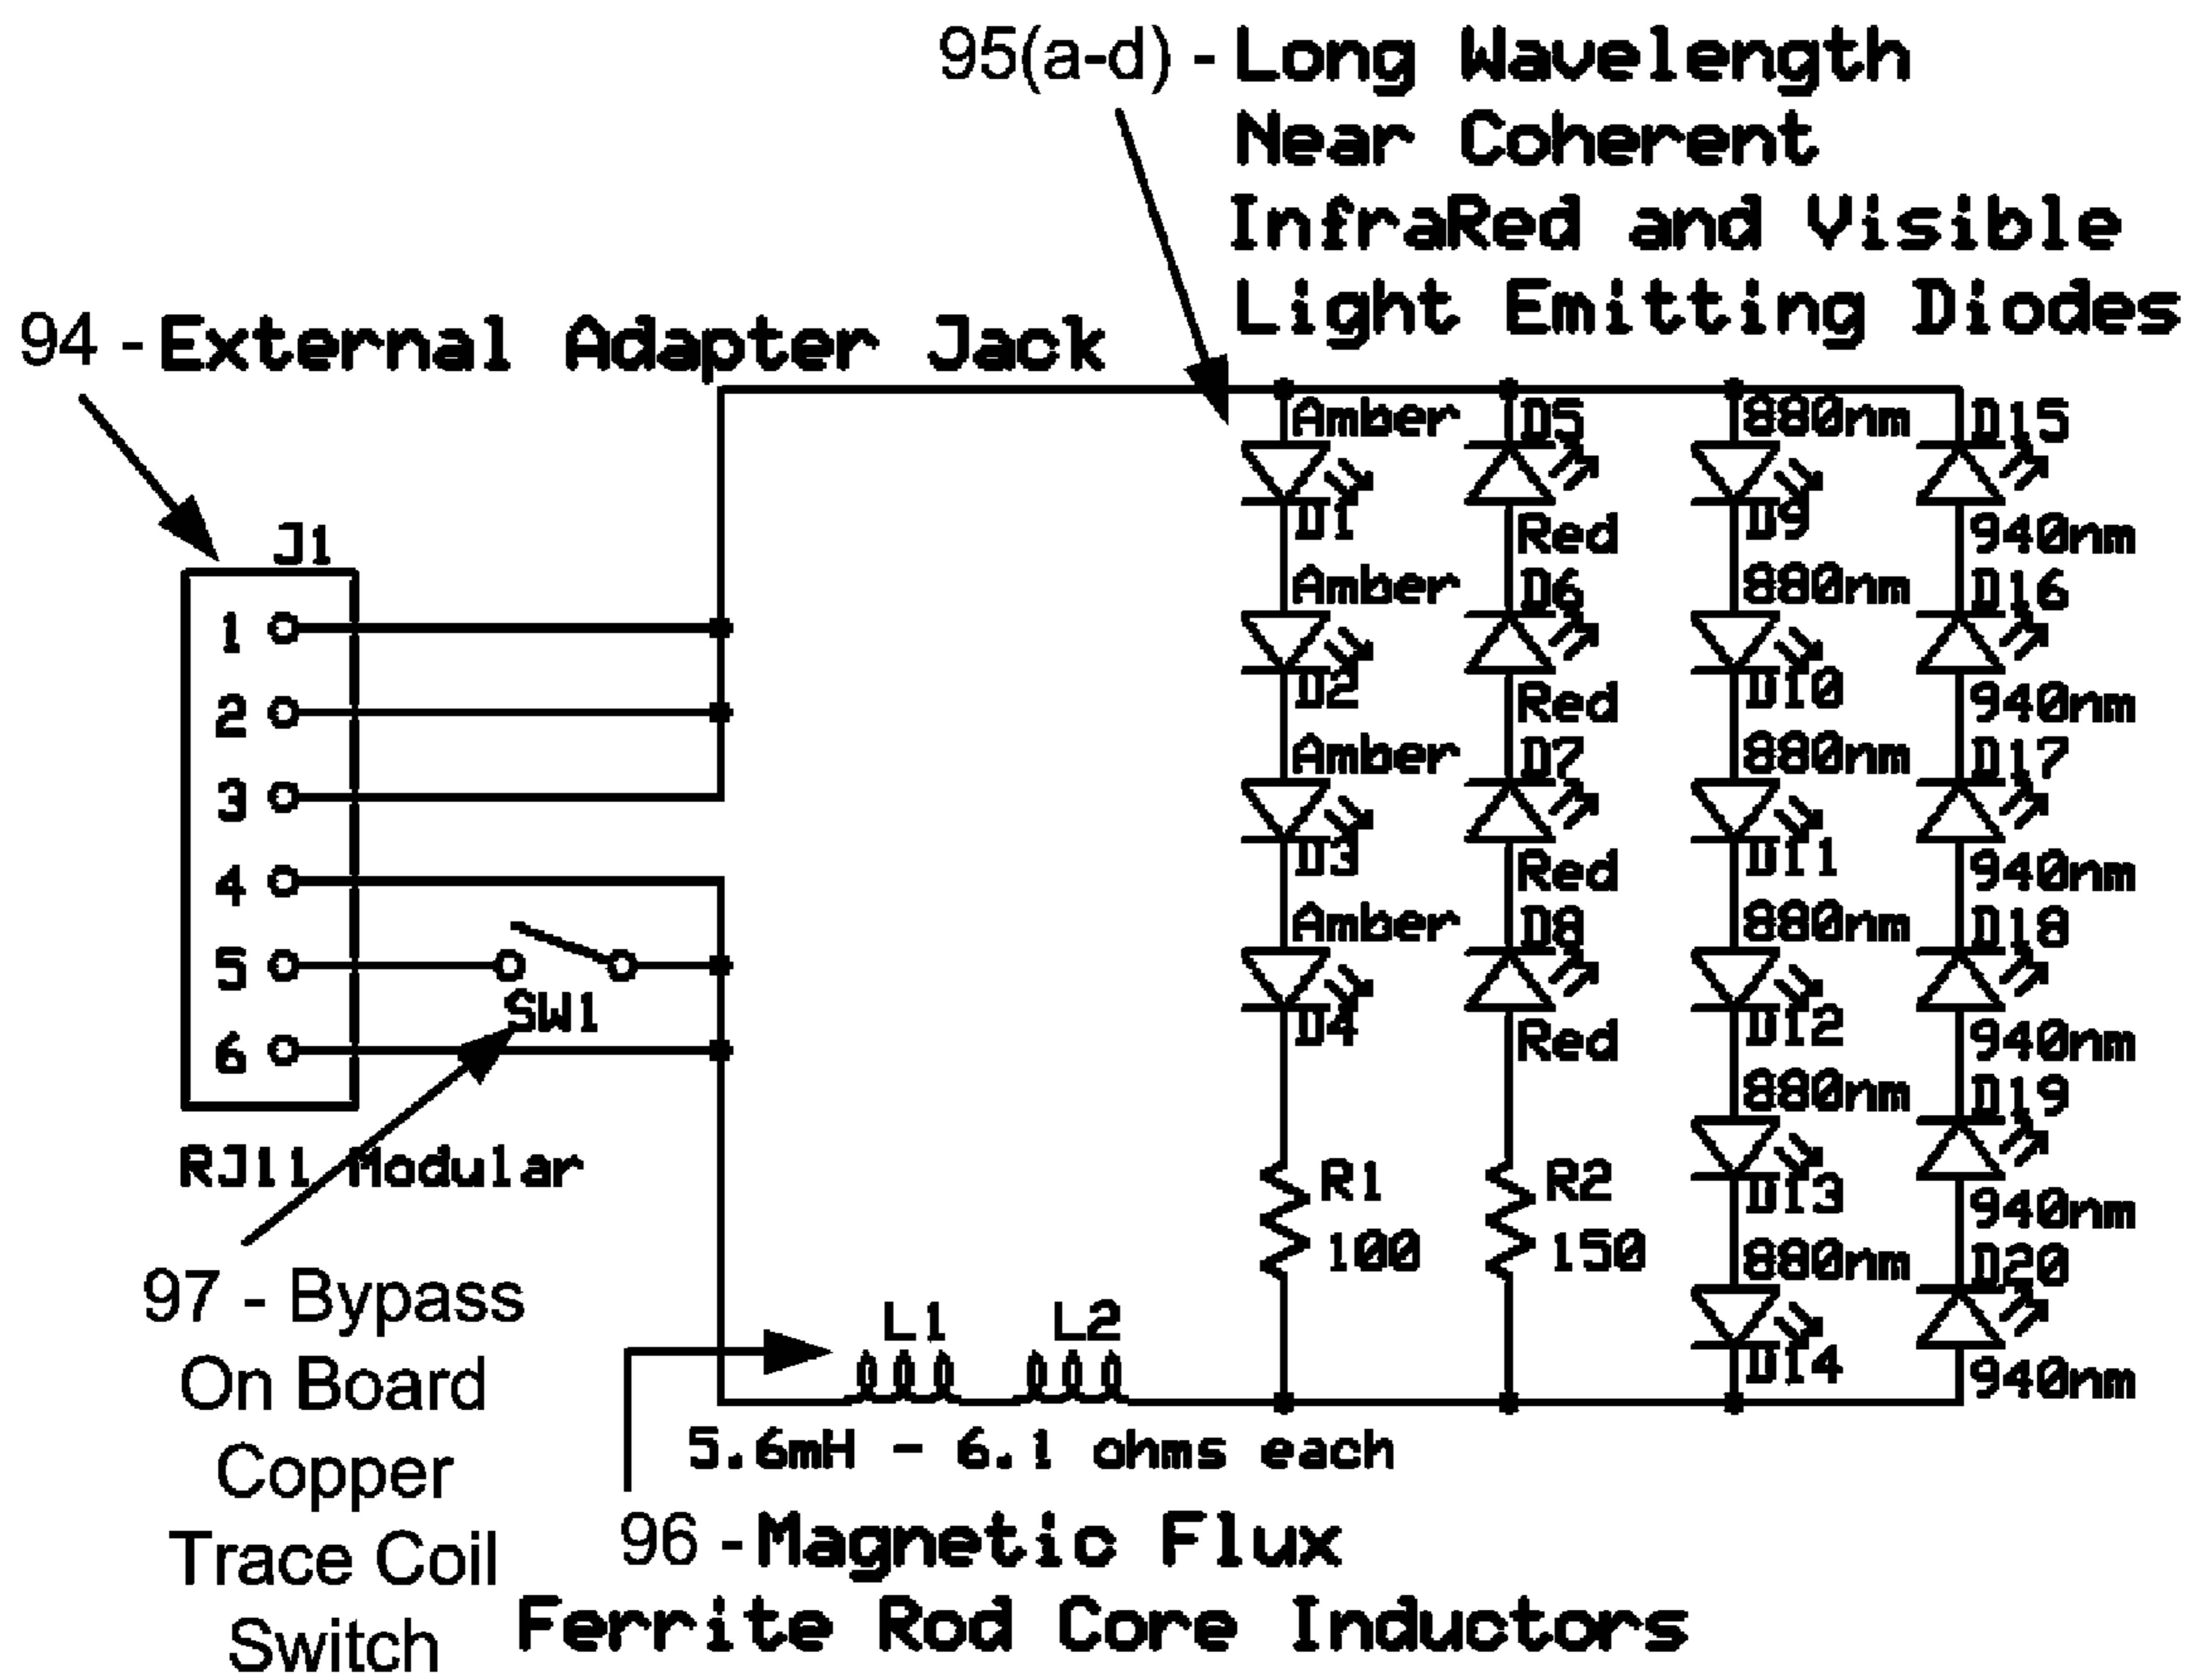 95(a-d) - Long Wavelength
Near Coherent
InfraRed and Visible
Light Emitting Diodes
94 - External Adapter Jack
J1
1
2
3
4
5
6
SW1
RJ11 Modular
97 - Bypass
On Board
Copper
Trace Coil
Switch
L1 L2
5.6mH - 6.1 ohms each
96 - Magnetic Flux
Ferrite Rod Core Inductors
Amber
D1
Amber
D2
Amber
D3
Amber
D4
R1
100
D5
Red
D6
Red
D7
Red
D8
Red
R2
150
880nm
D9
880nm
D10
880nm
D11
880nm
D12
880nm
D13
880nm
D14
D15
940nm
D16
940nm
D17
940nm
D18
940nm
D19
940nm
D20
940nm